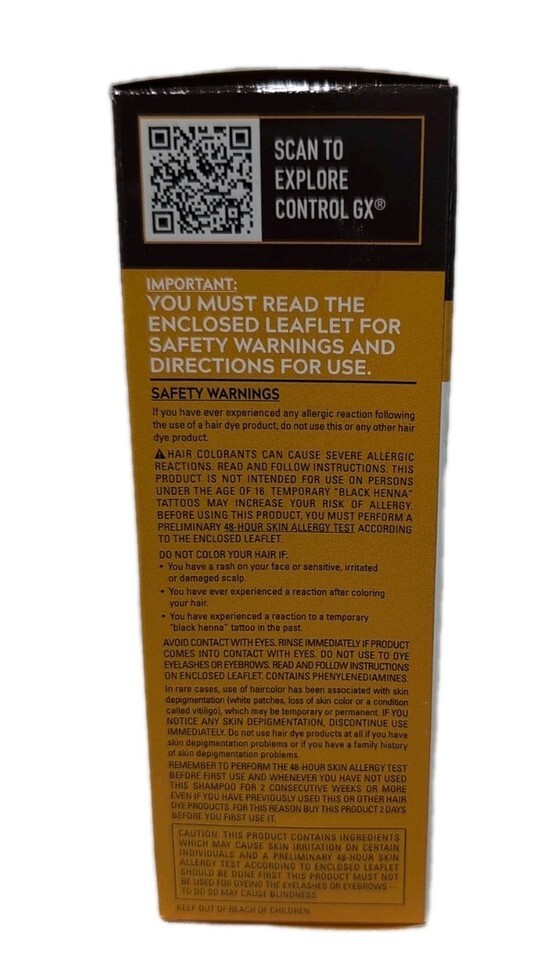 SCAN TO
EXPLORE
CONTROL GX®
IMPORTANT:
YOU MUST READ THE
ENCLOSED LEAFLET FOR
SAFETY WARNINGS AND
DIRECTIONS FOR USE.
SAFETY WARNINGS
If you have ever experienced any allergic reaction following
the use of a hair dye product, do not use this or any other hair
dye product.
⚠ HAIR COLORANTS CAN CAUSE SEVERE ALLERGIC
REACTIONS. READ AND FOLLOW INSTRUCTIONS. THIS
PRODUCT IS NOT INTENDED FOR USE ON PERSONS
UNDER THE AGE OF 16. TEMPORARY "BLACK HENNA"
TATTOOS MAY INCREASE YOUR RISK OF ALLERGY.
BEFORE USING THIS PRODUCT, YOU MUST PERFORM A
PRELIMINARY 48-HOUR SKIN ALLERGY TEST ACCORDING
TO THE ENCLOSED LEAFLET.
DO NOT COLOR YOUR HAIR IF:
• You have a rash on your face or sensitive, irritated
or damaged scalp.
• You have ever experienced a reaction after coloring
your hair.
• You have experienced a reaction to a temporary
"black henna" tattoo in the past.
AVOID CONTACT WITH EYES. RINSE IMMEDIATELY IF PRODUCT
COMES INTO CONTACT WITH EYES. DO NOT USE TO DYE
EYELASHES OR EYEBROWS. READ AND FOLLOW INSTRUCTIONS
ON ENCLOSED LEAFLET. CONTAINS PHENYLENEDIAMINES.
In rare cases, use of haircolor has been associated with skin
depigmentation (white patches, loss of skin color or a condition
called vitiligo), which may be temporary or permanent. IF YOU
NOTICE ANY SKIN DEPIGMENTATION, DISCONTINUE USE
IMMEDIATELY. Do not use hair dye products at all if you have
skin depigmentation problems or if you have a family history
of skin depigmentation problems.
REMEMBER TO PERFORM THE 48-HOUR SKIN ALLERGY TEST
BEFORE FIRST USE AND WHENEVER YOU HAVE NOT USED
THIS SHAMPOO FOR 2 CONSECUTIVE WEEKS OR MORE
EVEN IF YOU HAVE PREVIOUSLY USED THIS OR OTHER HAIR
DYE PRODUCTS. FOR THIS REASON BUY THIS PRODUCT 2 DAYS
BEFORE YOU FIRST USE IT.
CAUTION: THIS PRODUCT CONTAINS INGREDIENTS
WHICH MAY CAUSE SKIN IRRITATION ON CERTAIN
INDIVIDUALS AND A PRELIMINARY 48-HOUR SKIN
ALLERGY TEST ACCORDING TO ENCLOSED LEAFLET
SHOULD BE DONE FIRST. THIS PRODUCT MUST NOT
BE USED FOR DYEING THE EYELASHES OR EYEBROWS —
TO DO SO MAY CAUSE BLINDNESS.
KEEP OUT OF REACH OF CHILDREN.